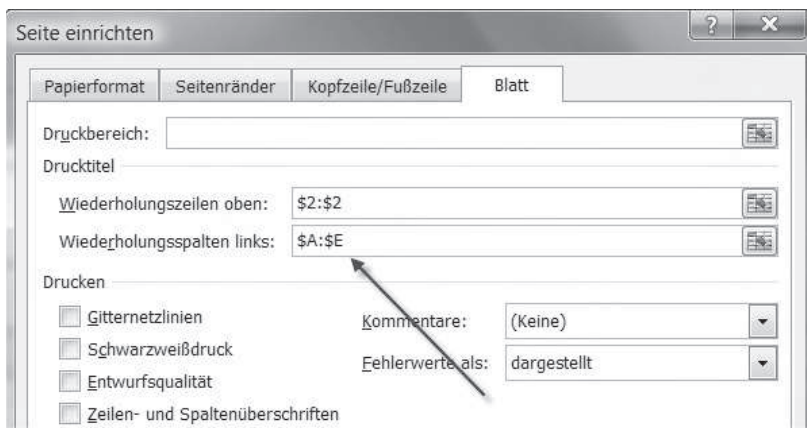 Seite einrichten
Papierformat Seitenränder Kopfzeile/Fußzeile Blatt
Druckbereich:
Drucktitel
Wiederholungszeilen oben: $2:$2
Wiederholungsspalten links: $A:$E
Drucken
Gitternetzlinien Kommentare: (Keine)
Schwarzweißdruck Fehlerwerte als: dargestellt
Entwurfsqualität
Zeilen- und Spaltenüberschriften